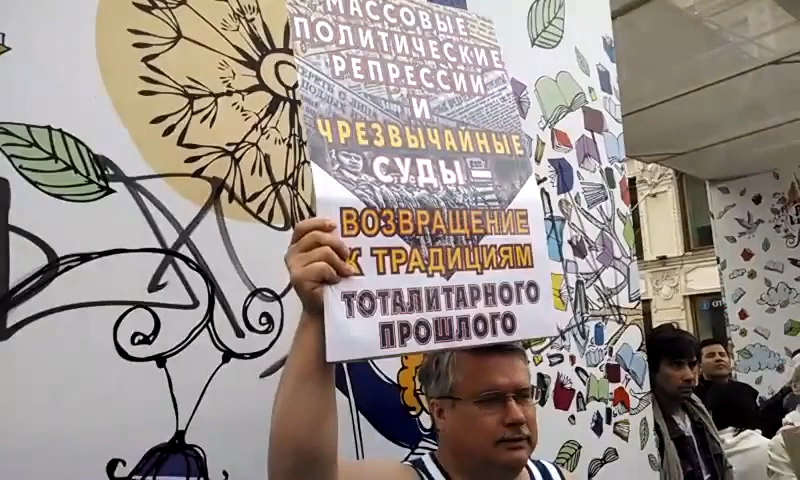 МАССОВЫЕ
ПОЛИТИЧЕСКИЕ
РЕПРЕССИИ
И
ЧРЕЗВЫЧАЙНЫЕ
СУДЫ —
ВОЗВРАЩЕНИЕ
К ТРАДИЦИЯМ
ТОТАЛИТАРНОГО
ПРОШЛОГО